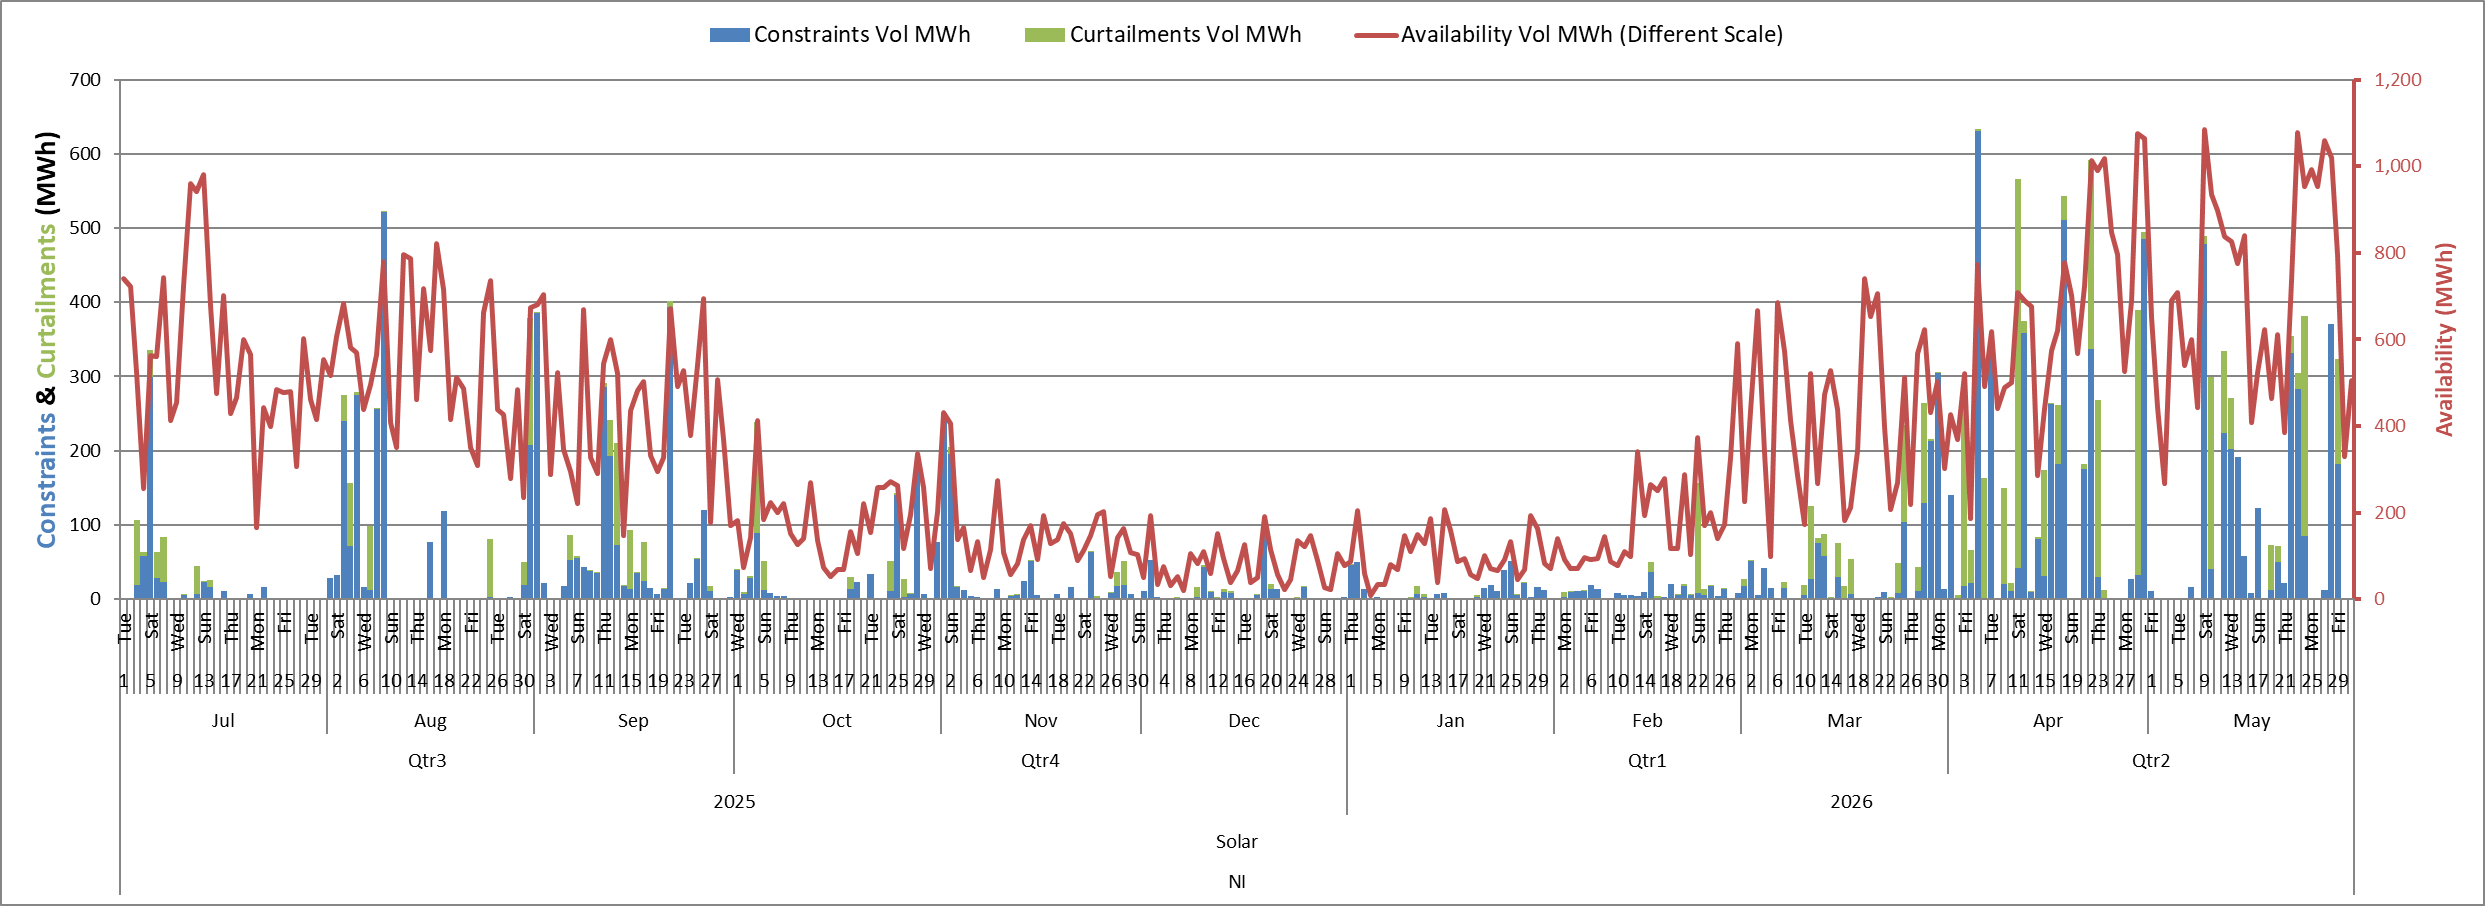 Constraints Vol MWh Curtailments Vol MWh Availability Vol MWh (Different Scale)
Constraints & Curtailments (MWh)
700
600
500
400
300
200
100
0
1,200
1,000
800
600
400
200
0
Availability (MWh)
Tue Sat Wed Sun Thu Mon Fri Tue Sat Wed Sun Thu Mon Fri Tue Sat Wed Sun Thu Mon Fri Tue Sat Wed Sun Thu Mon Fri Tue Sat Wed Sun Thu Mon Fri Tue Sat Wed Sun Thu Mon Fri Tue Sat Wed Sun Thu Mon Fri Tue Sat Wed Sun Thu Mon Fri Tue Sat Wed Sun Thu Mon Fri Tue Sat Wed Sun Thu Mon Fri Tue Sat Wed Sun Thu Mon Fri Tue Sat Wed Sun Thu Mon Fri
1 5 9 13 17 21 25 29 2 6 10 14 18 22 26 30 3 7 11 15 19 23 27 1 5 9 13 17 21 25 29 2 6 10 14 18 22 26 30 4 8 12 16 20 24 28 1 5 9 13 17 21 25 29 2 6 10 14 18 22 26 2 6 10 14 18 22 26 30 3 7 11 15 19 23 27 1 5 9 13 17 21 25 29
Jul Aug Sep Oct Nov Dec Jan Feb Mar Apr May
Qtr3 Qtr4 Qtr1 Qtr2
2025 2026
Solar
NI